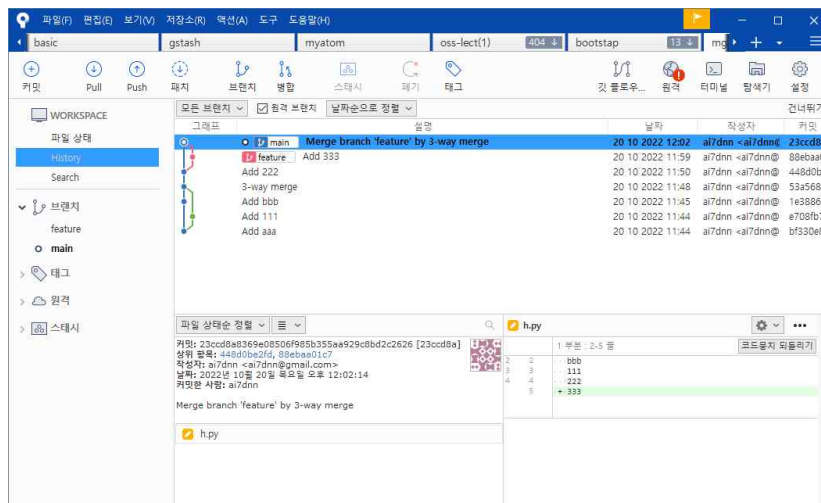 파일(F) 편집(E) 보기(V) 저장소(R) 액션(A) 도구 도움말(H)
basic gstash myatom oss-lect(1) 404 ↓ bootstap 13 ↓ mg
커밋 Pull Push 패치 브랜치 병합 스태시 폐기 태그 깃 플로우... 원격 터미널 탐색기 설정
WORKSPACE
파일 상태
History
Search
브랜치
feature
main
태그
원격
스태시
모든 브랜치 원격 브랜치 날짜순으로 정렬 건너뛰기
그래프 설명 날짜 작성자 커밋
main Merge branch 'feature' by 3-way merge 20 10 2022 12:02 ai7dnn <ai7dnn@ 23ccd8
feature Add 333 20 10 2022 11:59 ai7dnn <ai7dnn@ 88ebaa
Add 222 20 10 2022 11:50 ai7dnn <ai7dnn@ 448d0b
3-way merge 20 10 2022 11:48 ai7dnn <ai7dnn@ 53a568
Add bbb 20 10 2022 11:45 ai7dnn <ai7dnn@ 1e3886
Add 111 20 10 2022 11:44 ai7dnn <ai7dnn@ e708fb
Add aaa 20 10 2022 11:44 ai7dnn <ai7dnn@ bf330e
파일 상태순 정렬
커밋: 23ccd8a8369e08506f985b355aa929c8bd2c2626 [23ccd8a]
상위 항목: 448d0be2fd, 88ebaa01c7
작성자: ai7dnn <ai7dnn@gmail.com>
날짜: 2022년 10월 20일 목요일 오후 12:02:14
커밋한 사람: ai7dnn
Merge branch 'feature' by 3-way merge
h.py
h.py
1 부분 : 2-5 줄 코드뭉치 되돌리기
2 2 bbb
3 3 111
4 4 222
5 + 333